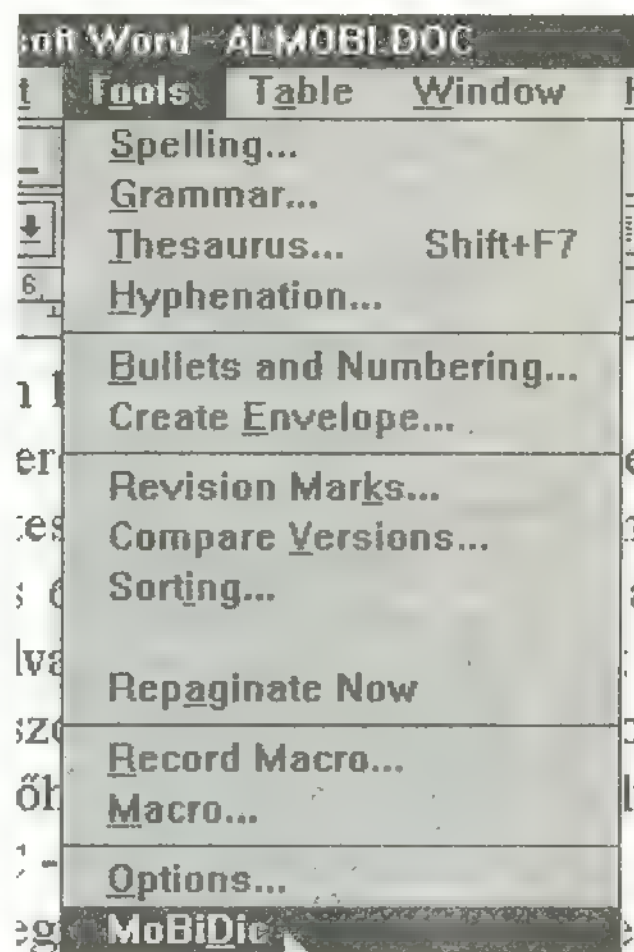 Word - ALMOBI.DOC
Tools Table Window
Spelling...
Grammar...
Thesaurus... Shift+F7
Hyphenation...
Bullets and Numbering...
Create Envelope...
Revision Marks...
Compare Versions...
Sorting...
Repaginate Now
Record Macro...
Macro...
Options...
MoBiDic